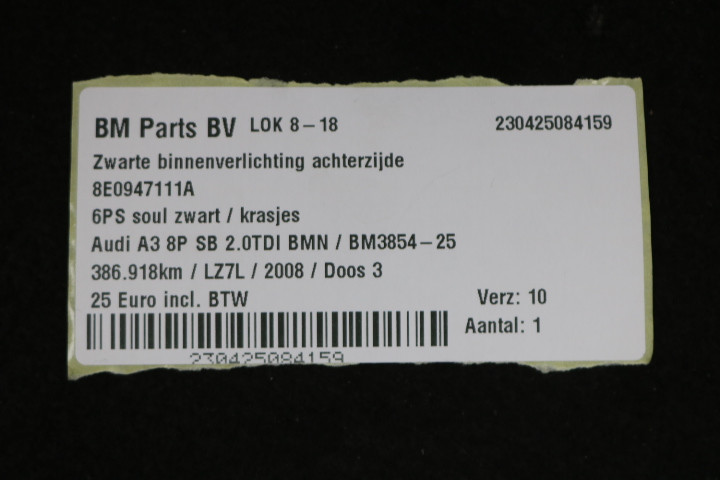 BM Parts BV LOK 8-18 230425084159
Zwarte binnenverlichting achterzijde
8E0947111A
6PS soul zwart / krasjes
Audi A3 8P SB 2.0TDI BMN / BM3854-25
386.918km / LZ7L / 2008 / Doos 3
25 Euro incl. BTW Verz: 10
Aantal: 1
230425084159